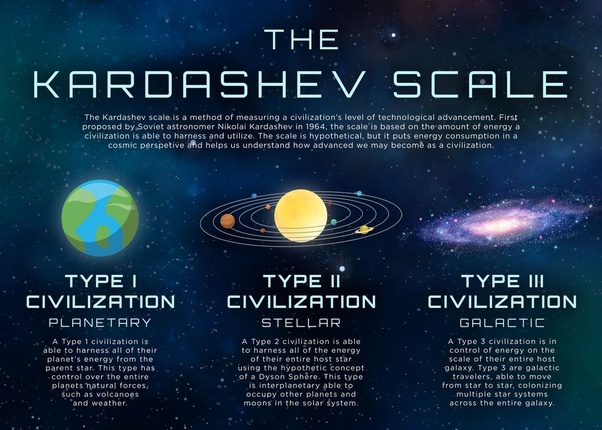 THE
KARDASHEV SCALE
The Kardashev scale is a method of measuring a civilization's level of technological advancement. First
proposed by Soviet astronomer Nikolai Kardashev in 1964, the scale is based on the amount of energy a
civilization is able to harness and utilize. The scale is hypothetical, but it puts energy consumption in a
cosmic perspetive and helps us understand how advanced we may become as a civilization.
TYPE I
CIVILIZATION
PLANETARY
A Type 1 civilization is
able to harness all of their
planet's energy from the
parent star. This type has
control over the entire
planets natural forces,
such as volcanoes
and weather.
TYPE II
CIVILIZATION
STELLAR
A Type 2 civilization is able
to harness all of the energy
of their entire host star
using the hypothetic concept
of a Dyson Sphere. This type
is interplanetary able to
occupy other planets and
moons in the solar system.
TYPE III
CIVILIZATION
GALACTIC
A Type 3 civilization is in
control of energy on the
scale of their entire host
galaxy. Type 3 are galactic
travelers, able to move
from star to star, colonizing
multiple star systems
across the entire galaxy.